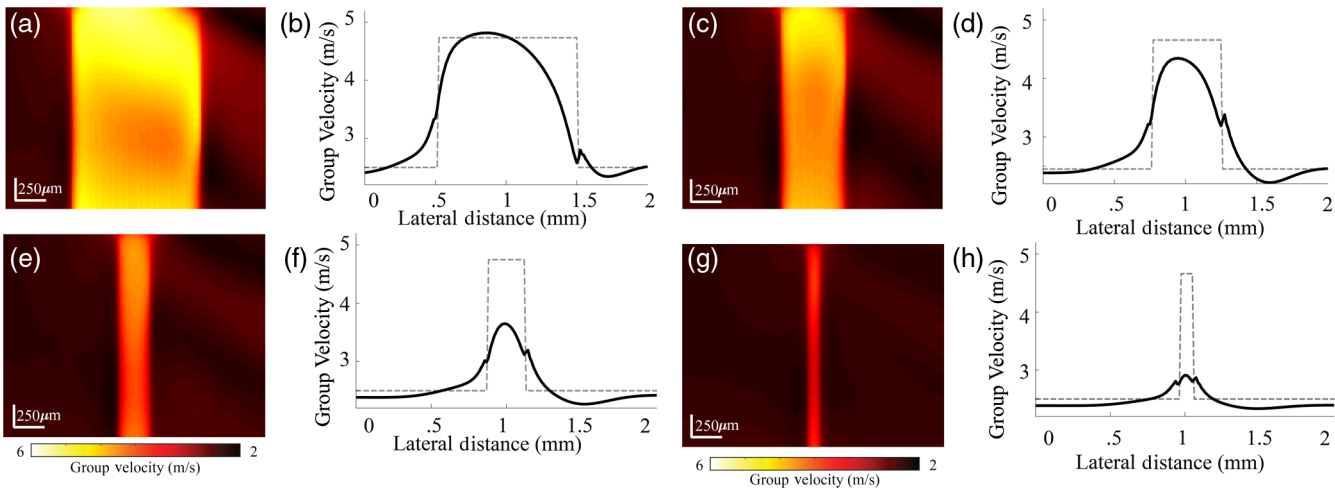 (a)
250μm
(b)
Group Velocity (m/s)
5
4
3
0 .5 1 1.5 2
Lateral distance (mm)
(c)
250μm
(d)
Group Velocity (m/s)
5
4
3
0 .5 1 1.5 2
Lateral distance (mm)
(e)
250μm
6 2
Group velocity (m/s)
(f)
Group Velocity (m/s)
5
4
3
0 .5 1 1.5 2
Lateral distance (mm)
(g)
250μm
6 2
Group velocity (m/s)
(h)
Group Velocity (m/s)
5
4
3
0 .5 1 1.5 2
Lateral distance (mm)